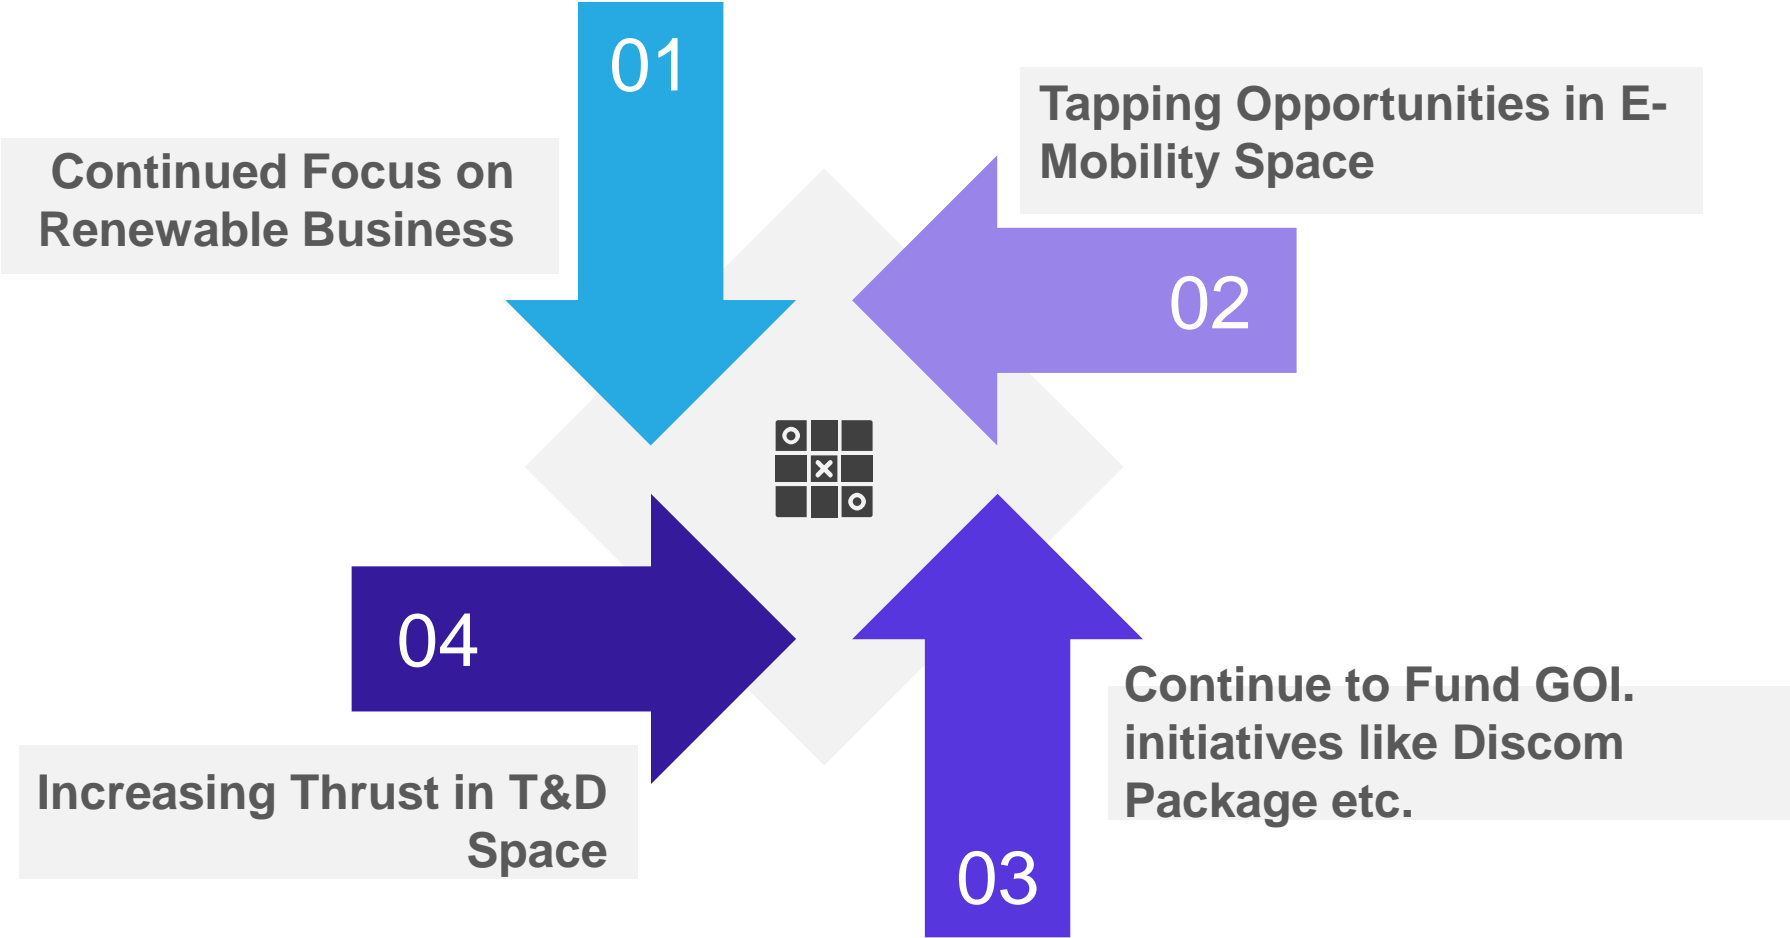 01
Continued Focus on
Renewable Business
Tapping Opportunities in E-
Mobility Space
02
04
Increasing Thrust in T&D
Space
Continue to Fund GOI.
initiatives like Discom
Package etc.
03